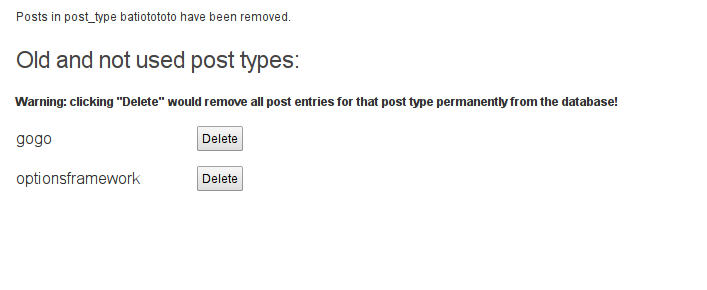 Posts in post_type batiotototo have been removed.
Old and not used post types:
Warning: clicking "Delete" would remove all post entries for that post type permanently from the database!
gogo Delete
optionsframework Delete